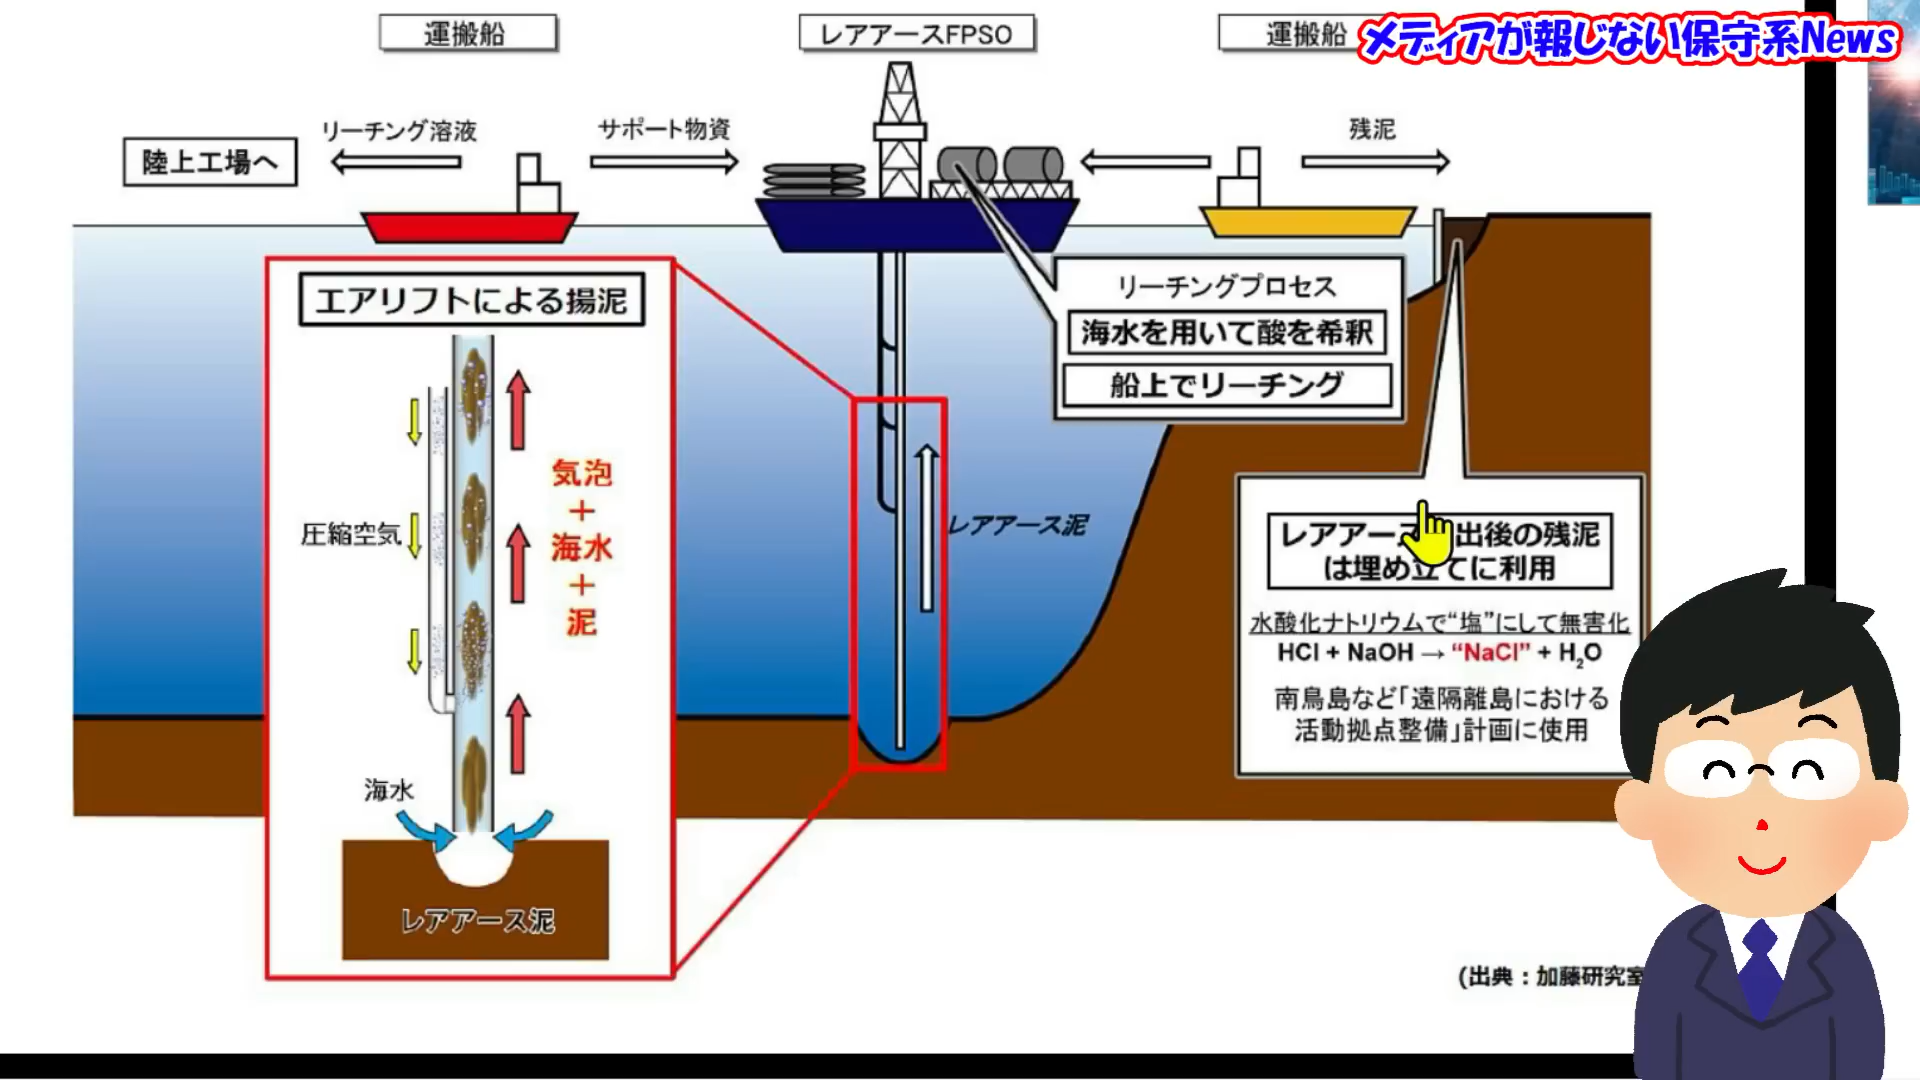 運搬船
レアアースFPSO
運搬船
メディアが報じない保守系News
リーチング溶液
サポート物資
残泥
陸上工場へ
エアリフトによる揚泥
リーチングプロセス
海水を用いて酸を希釈
船上でリーチング
気泡
+
海水
+
泥
圧縮空気
レアアース泥
海水
レアアース泥
レアアー 出後の残泥
は埋め立てに利用
水酸化ナトリウムで“塩”にして無害化
HCl + NaOH → “NaCl” + H₂O
南鳥島など「遠隔離島における
活動拠点整備」計画に使用
(出典：加藤研究室